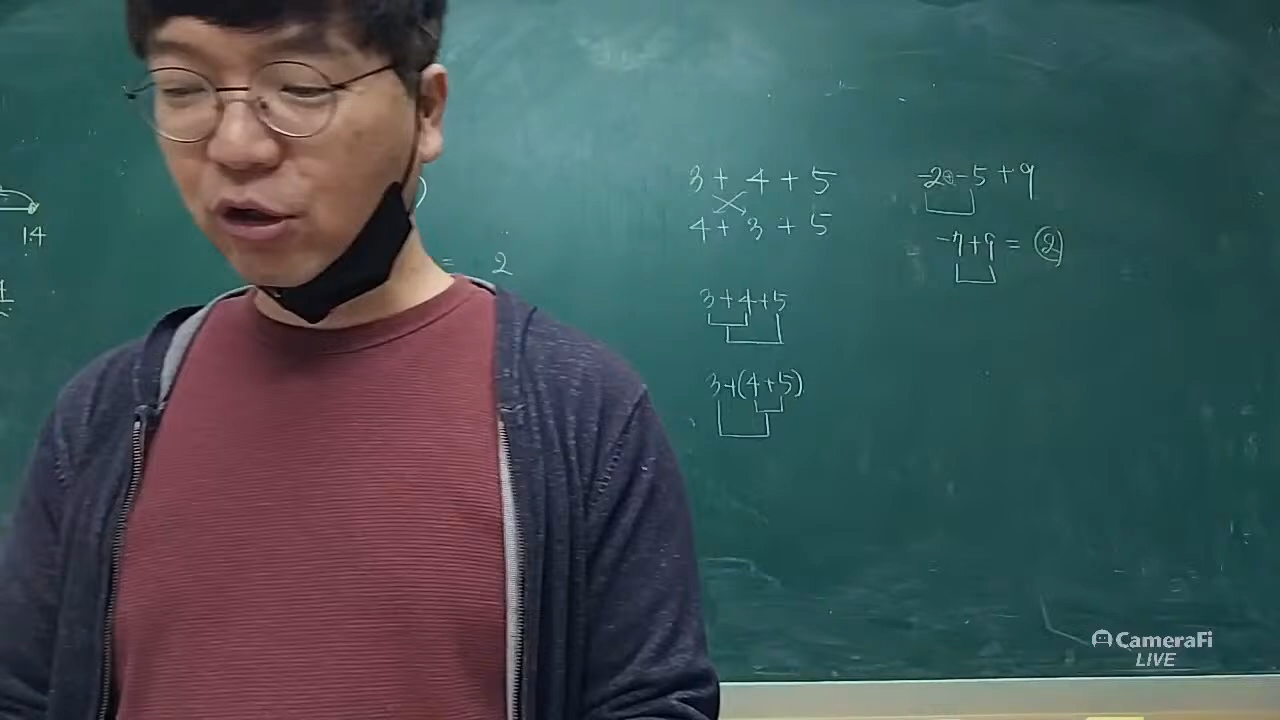 14
= 2
3 + 4 + 5
4 + 3 + 5
3+4+5
3+(4+5)
-2⊕-5+9
-7+9 = ②
CameraFi
LIVE